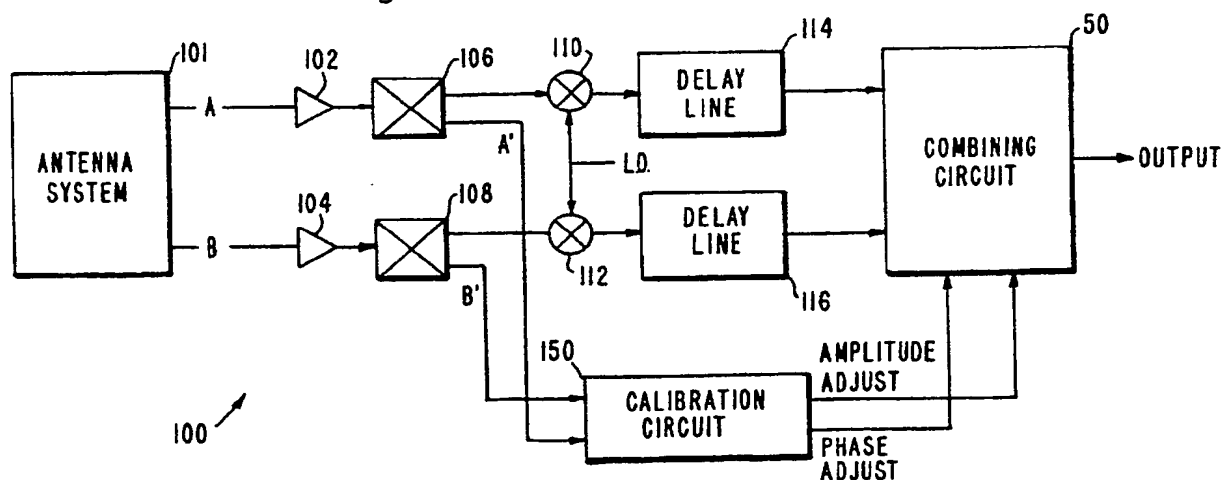 101
102
106
110
114
50
A
DELAY
LINE
A'
ANTENNA
SYSTEM
L.O.
COMBINING
CIRCUIT
OUTPUT
104
108
B
DELAY
LINE
B'
112
116
150
AMPLITUDE
ADJUST
CALIBRATION
CIRCUIT
100
PHASE
ADJUST